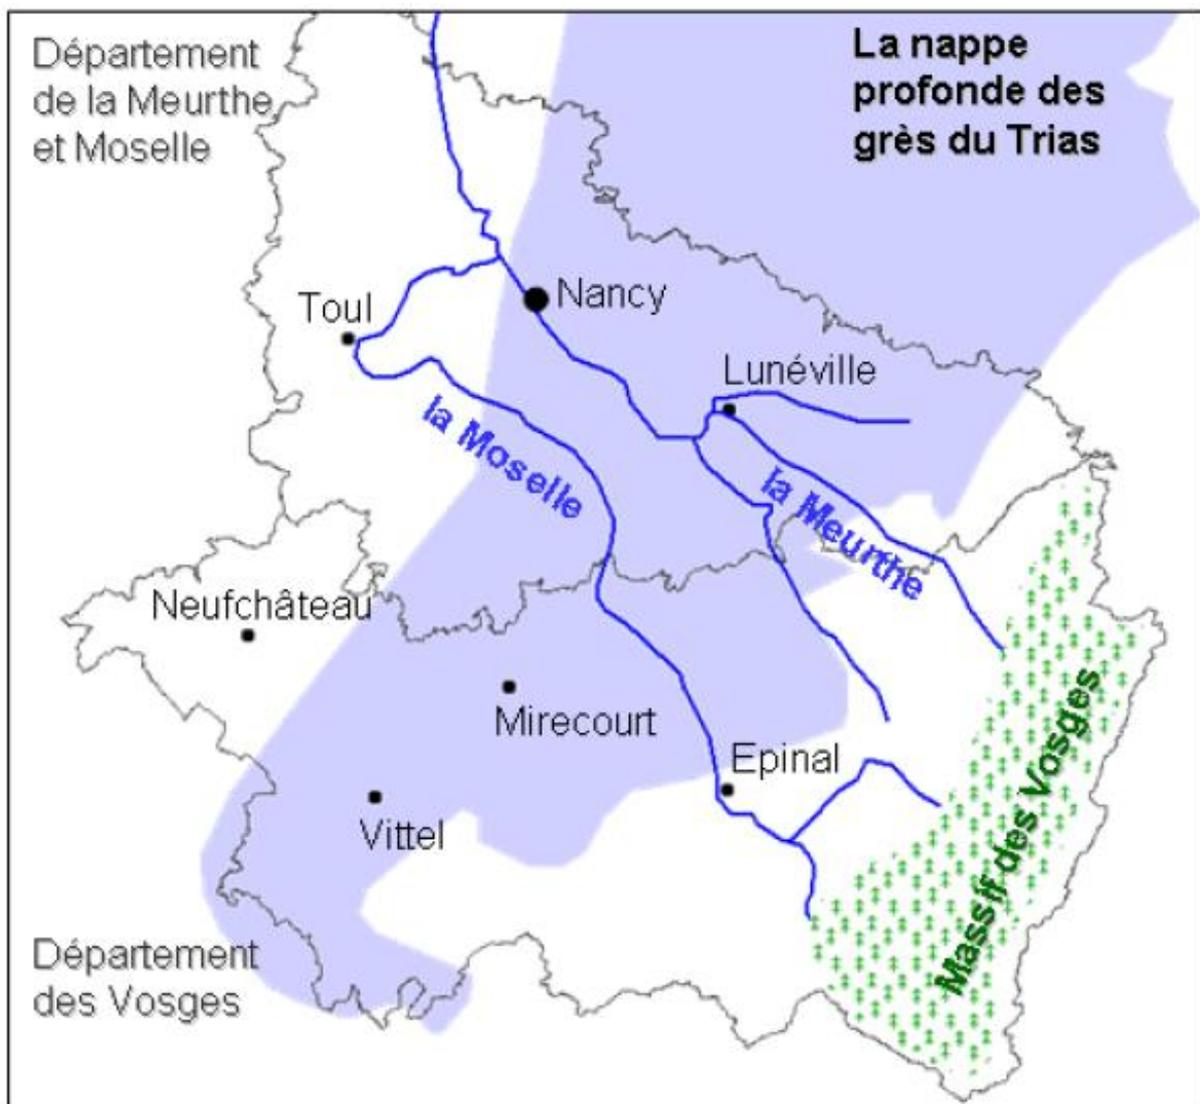 Département
de la Meurthe
et Moselle
La nappe
profonde des
grès du Trias
Nancy
Toul
Lunéville
la Moselle
la Meurthe
Neufchâteau
Mirecourt
Epinal
Vittel
Massif des Vosges
Département
des Vosges